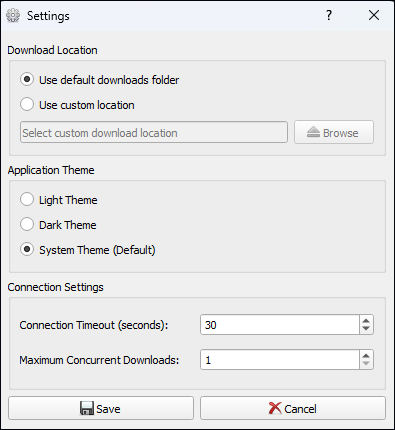 Settings
?
Download Location
Use default downloads folder
Use custom location
Select custom download location
Browse
Application Theme
Light Theme
Dark Theme
System Theme (Default)
Connection Settings
Connection Timeout (seconds): 30
Maximum Concurrent Downloads: 1
Save Cancel